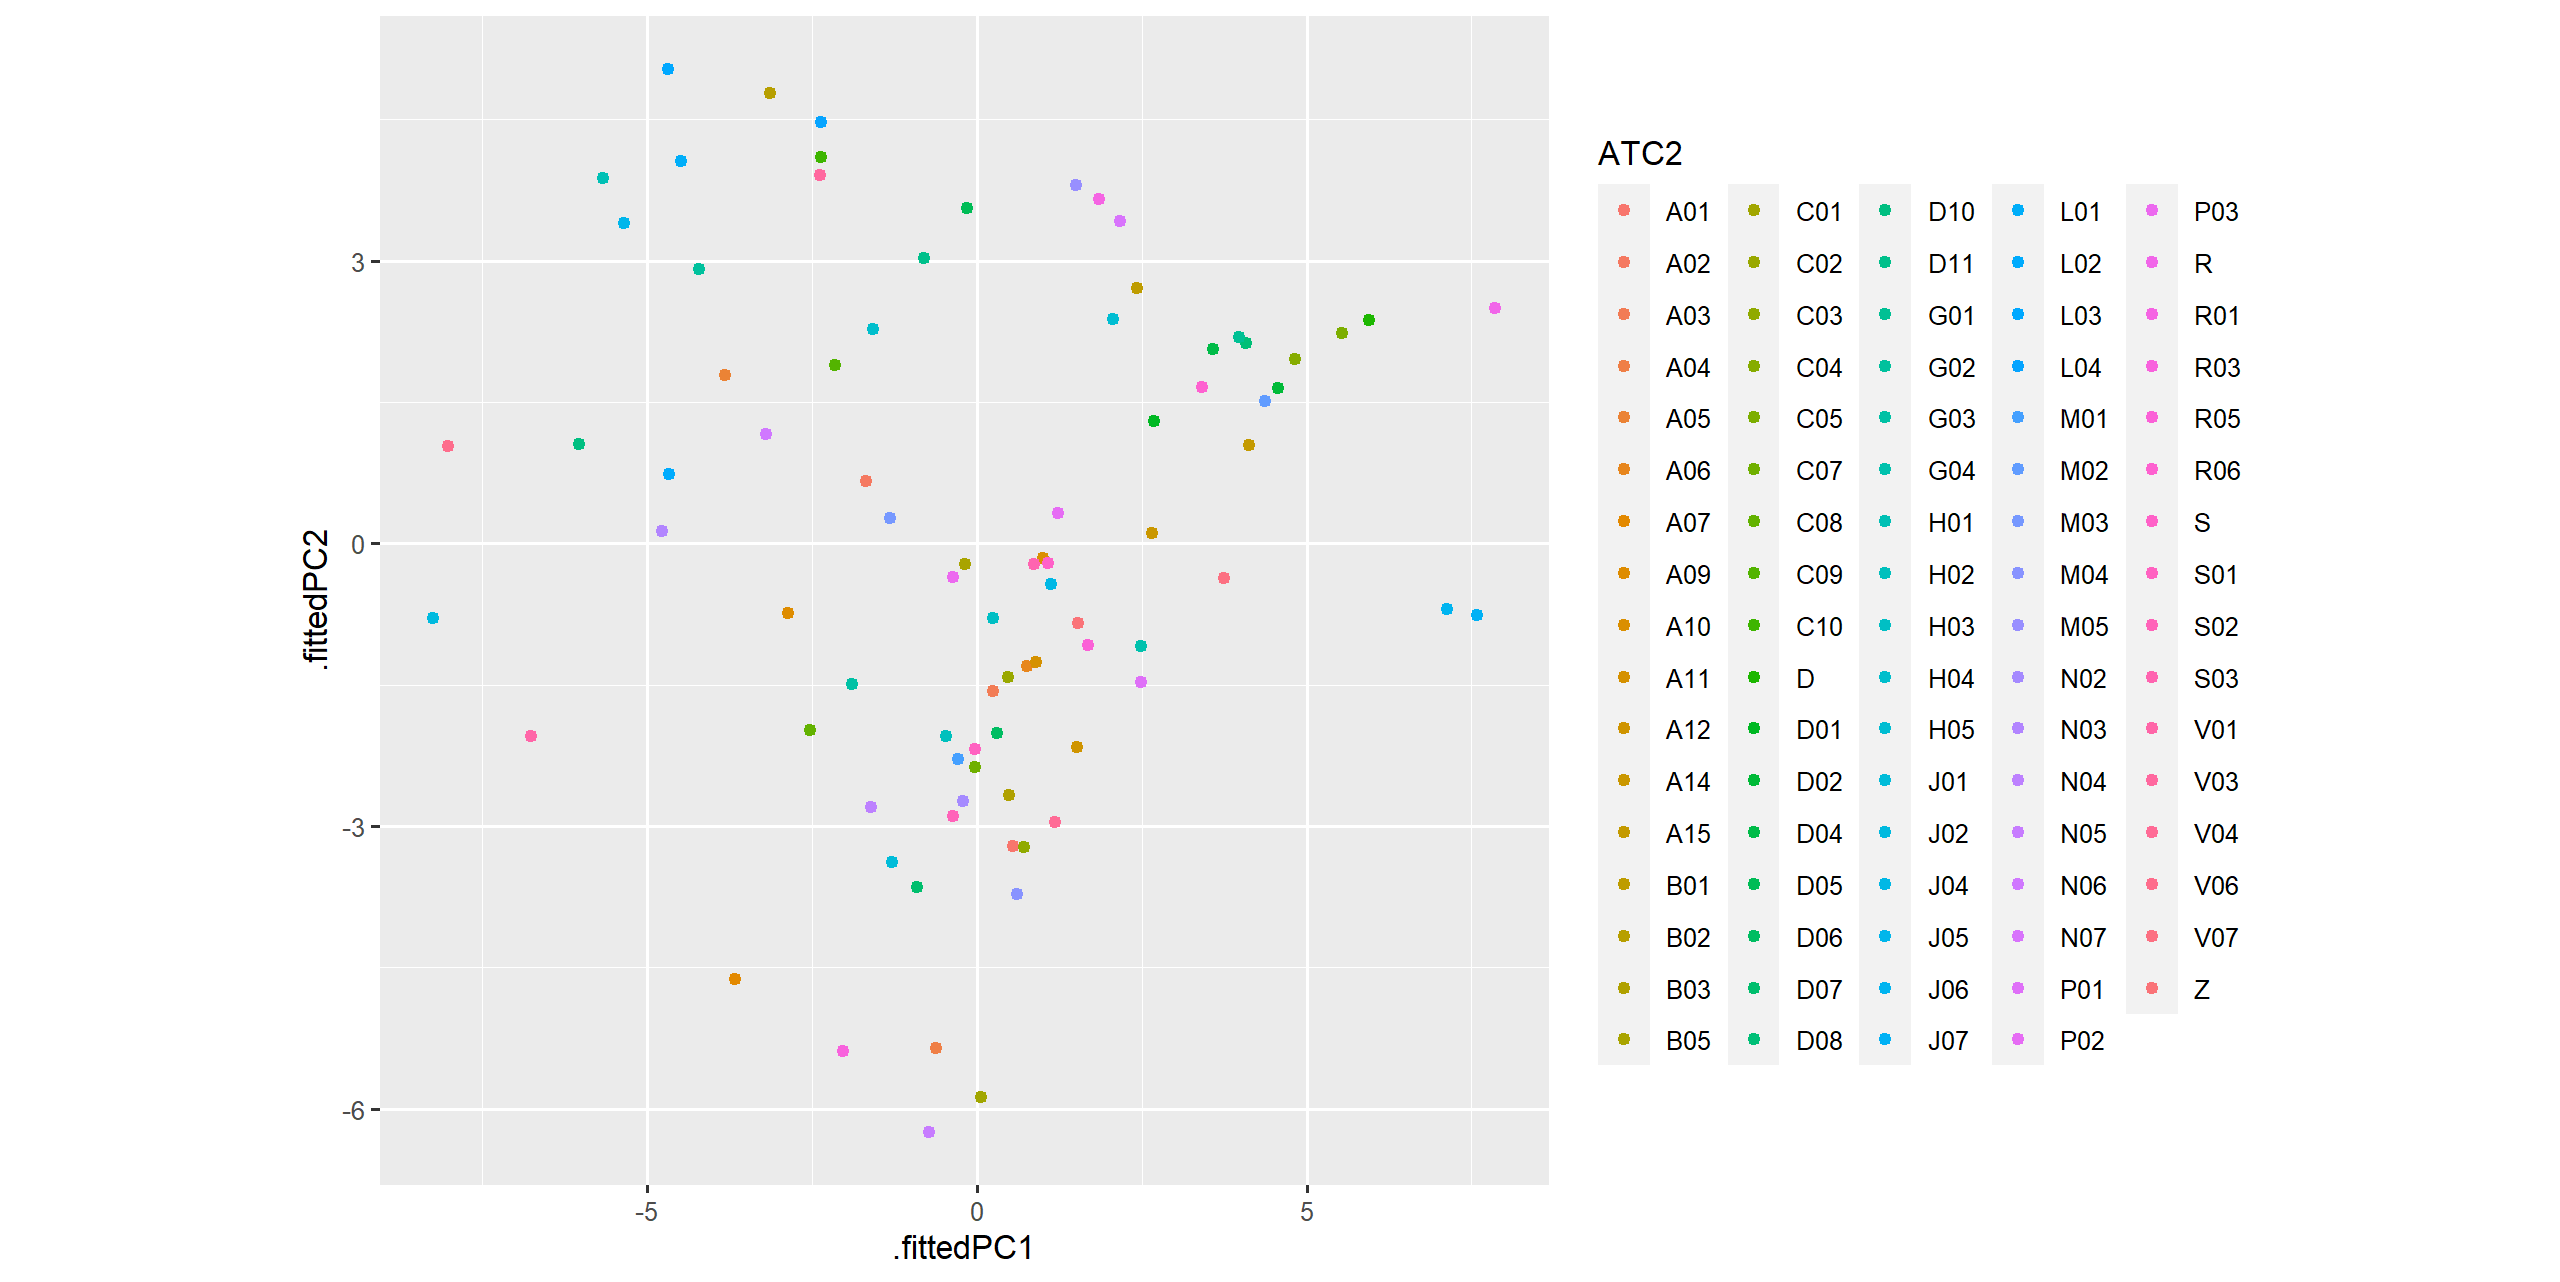 ATC2
A01 C01 D10 L01 P03
A02 C02 D11 L02 R
A03 C03 G01 L03 R01
A04 C04 G02 L04 R03
A05 C05 G03 M01 R05
A06 C07 G04 M02 R06
A07 C08 H01 M03 S
A09 C09 H02 M04 S01
A10 C10 H03 M05 S02
A11 D H04 N02 S03
A12 D01 H05 N03 V01
A14 D02 J01 N04 V03
A15 D04 J02 N05 V04
B01 D05 J04 N06 V06
B02 D06 J05 N07 V07
B03 D07 J06 P01 Z
B05 D08 J07 P02
3
0
-3
-6
.fittedPC2
-5 0 5
.fittedPC1